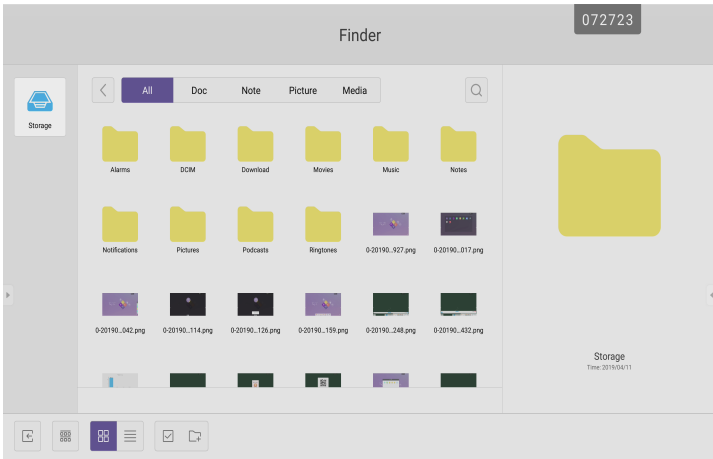 072723
Finder
Storage
All Doc Note Picture Media
Alarms DCIM Download Movies Music Notes
Notifications Pictures Podcasts Ringtones 0-20190...927.png 0-20190...017.png
0-20190...042.png 0-20190...114.png 0-20190...126.png 0-20190...159.png 0-20190...248.png 0-20190...432.png
Storage
Time: 2019/04/11